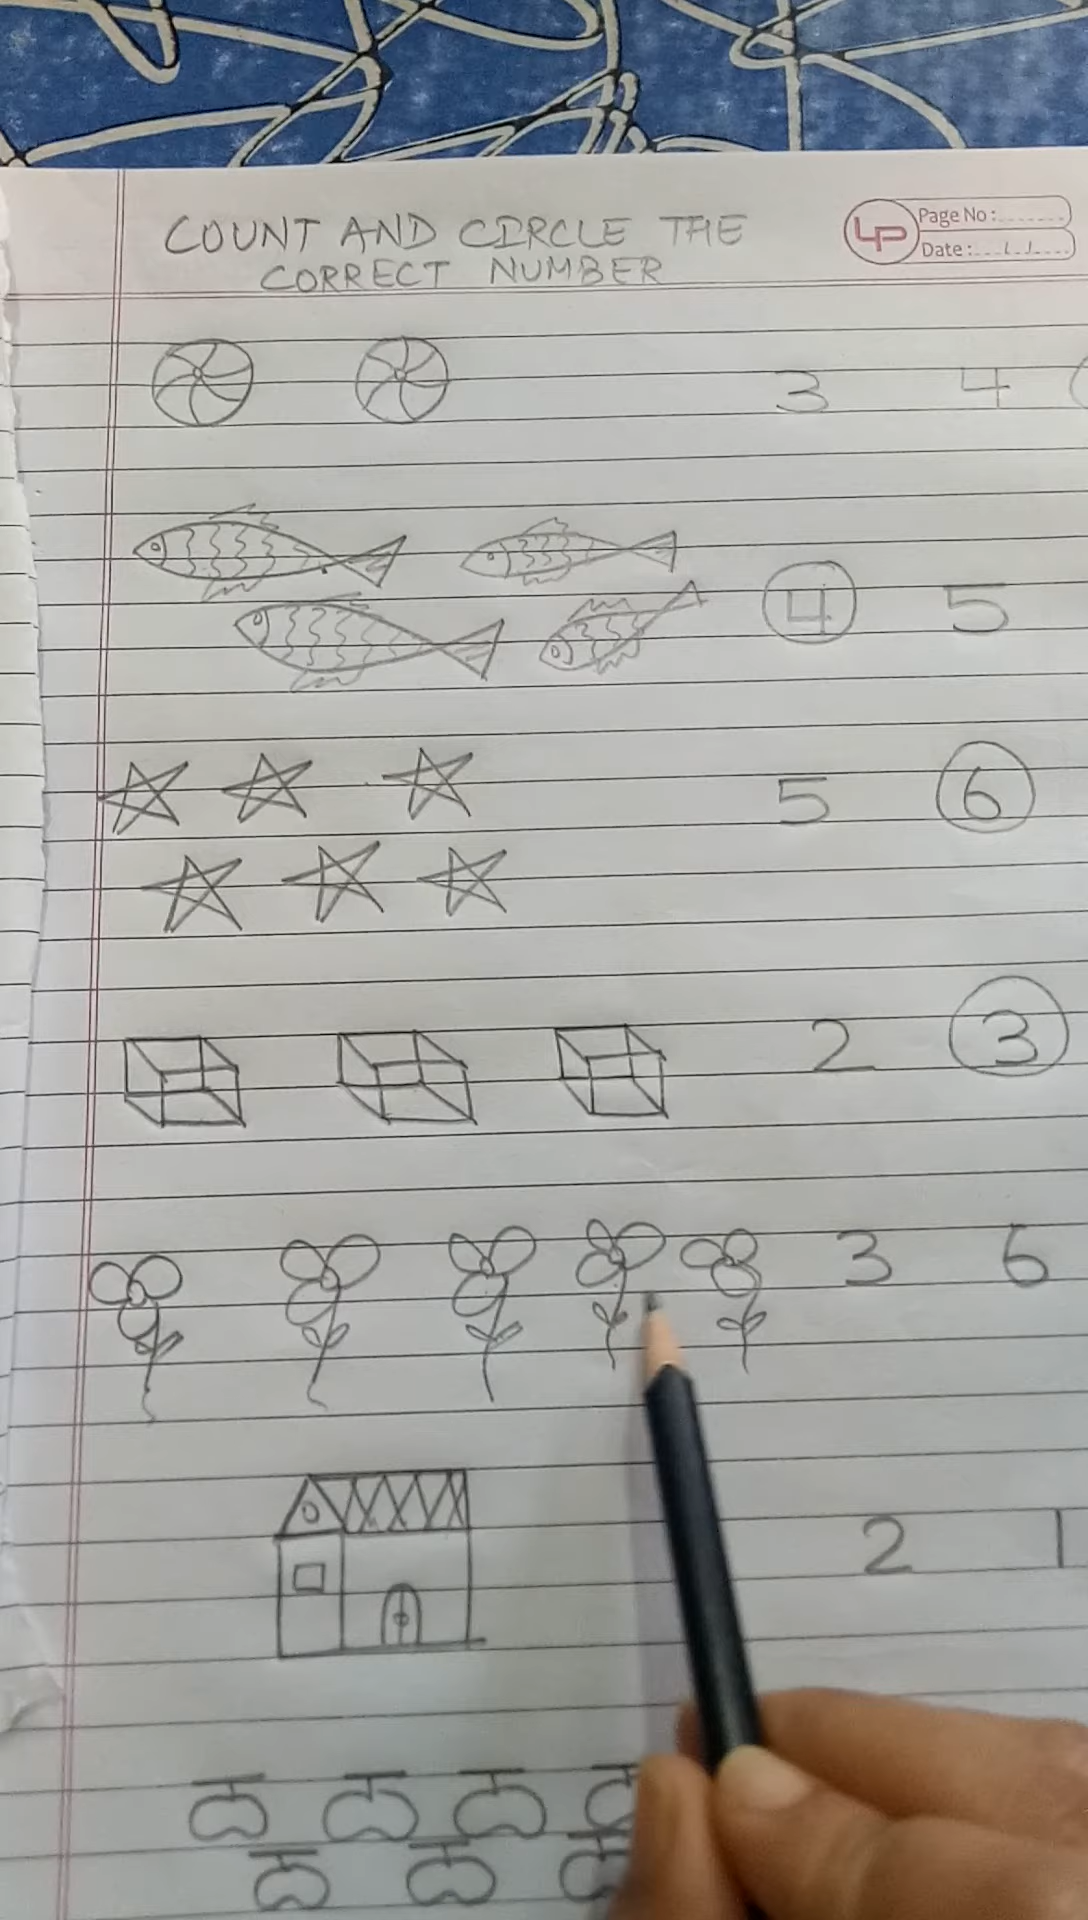 COUNT AND CIRCLE THE
CORRECT NUMBER
LP
Page No :
Date :
3 4
4 5
5 6
2 3
3 6
2 1